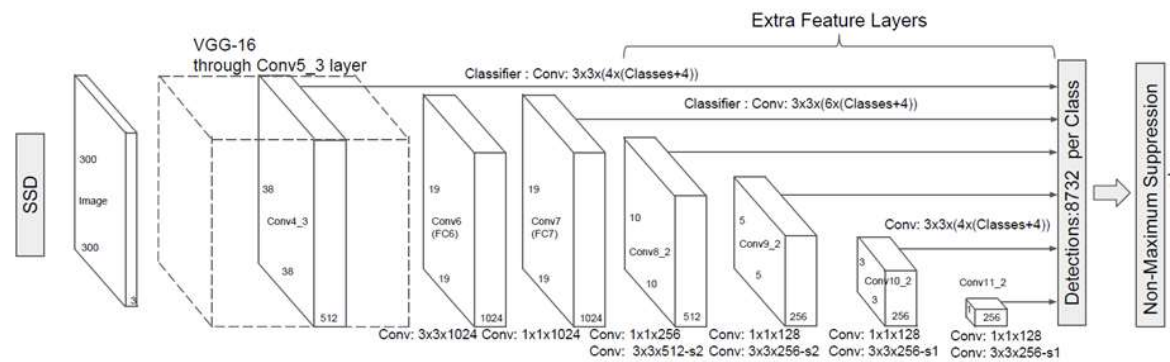 Extra Feature Layers
VGG-16
through Conv5_3 layer
Classifier : Conv: 3x3x(4x(Classes+4))
Classifier : Conv: 3x3x(6x(Classes+4))
SSD
300
Image
300
3
38
Conv4_3
38
512
19
Conv6
(FC6)
19
1024
19
Conv7
(FC7)
19
1024
10
Conv8_2
10
512
5
Conv9_2
5
256
Conv: 3x3x(4x(Classes+4))
3
Conv10_2
3
256
Conv11_2
1
256
Detections:8732 per Class
Non-Maximum Suppression
Conv: 3x3x1024
Conv: 1x1x1024
Conv: 1x1x256
Conv: 3x3x512-s2
Conv: 1x1x128
Conv: 3x3x256-s2
Conv: 1x1x128
Conv: 3x3x256-s1
Conv: 1x1x128
Conv: 3x3x256-s1